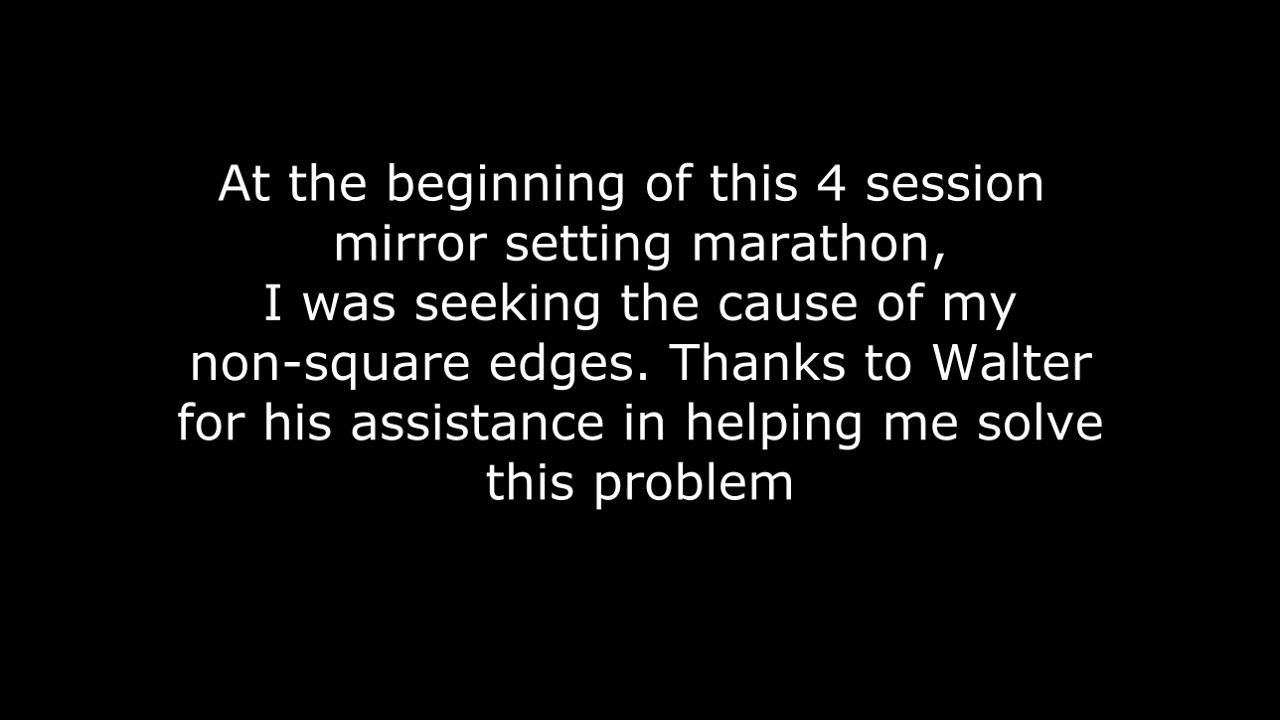 At the beginning of this 4 session
mirror setting marathon,
I was seeking the cause of my
non-square edges. Thanks to Walter
for his assistance in helping me solve
this problem